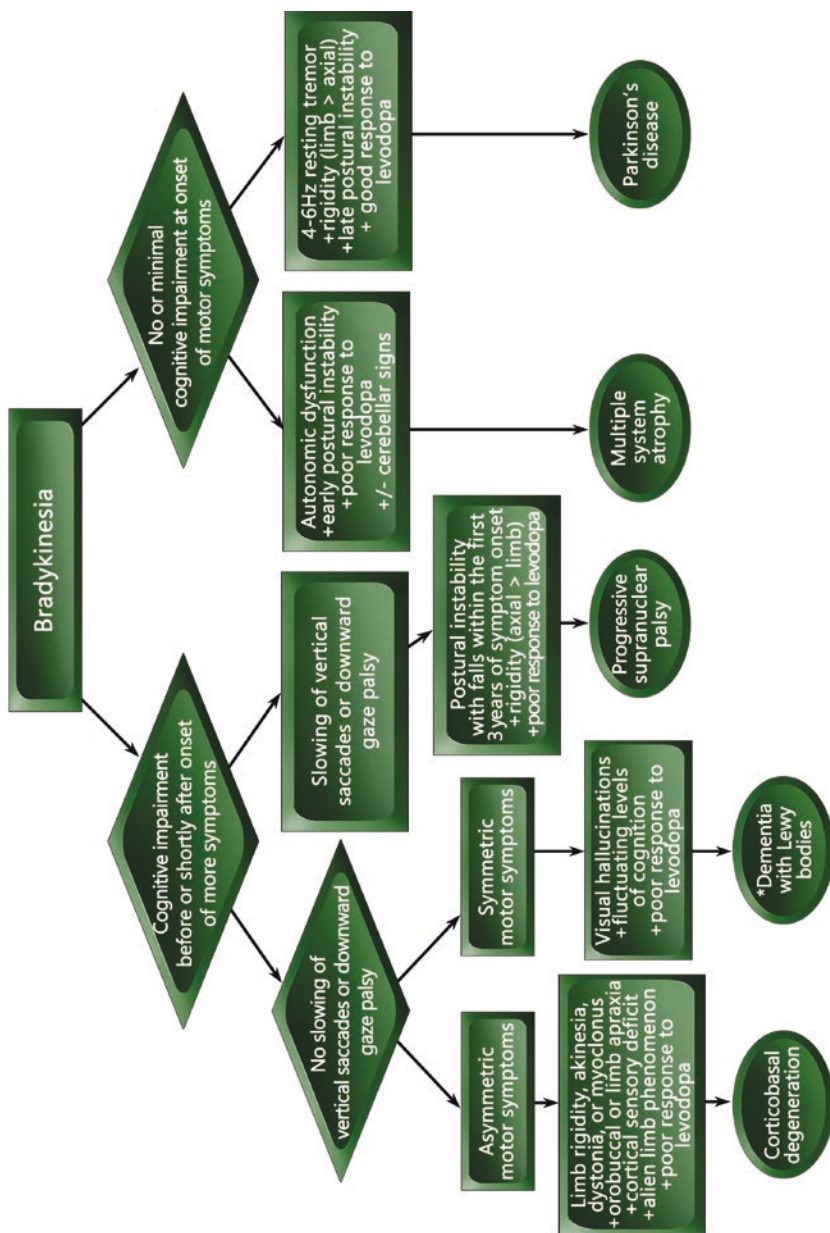 Bradykinesia
Cognitive impairment
before or shortly after onset
of more symptoms
No or minimal
cognitive impairment at onset
of motor symptoms
No slowing of
vertical saccades or downward
gaze palsy
Slowing of vertical
saccades or downward
gaze palsy
Autonomic dysfunction
+early postural instability
+ poor response to
levodopa
+/- cerebellar signs
4-6Hz resting tremor
+rigidity (limb > axial)
+late postural instability
+ good response to
levodopa
Asymmetric
motor symptoms
Symmetric
motor symptoms
Postural instability
with falls within the first
3 years of symptom onset
+ rigidity (axial > limb)
+poor response to levodopa
Limb rigidity, akinesia,
dystonia, or myoclonus
+orobuccal or limb apraxia
+cortical sensory deficit
+alien limb phenomenon
+poor response to
levodopa
Visual hallucinations
+fluctuating levels
of cognition
+poor response to
levodopa
Corticobasal
degeneration
*Dementia
with Lewy
bodies
Progressive
supranuclear
palsy
Multiple
system
atrophy
Parkinson's
disease